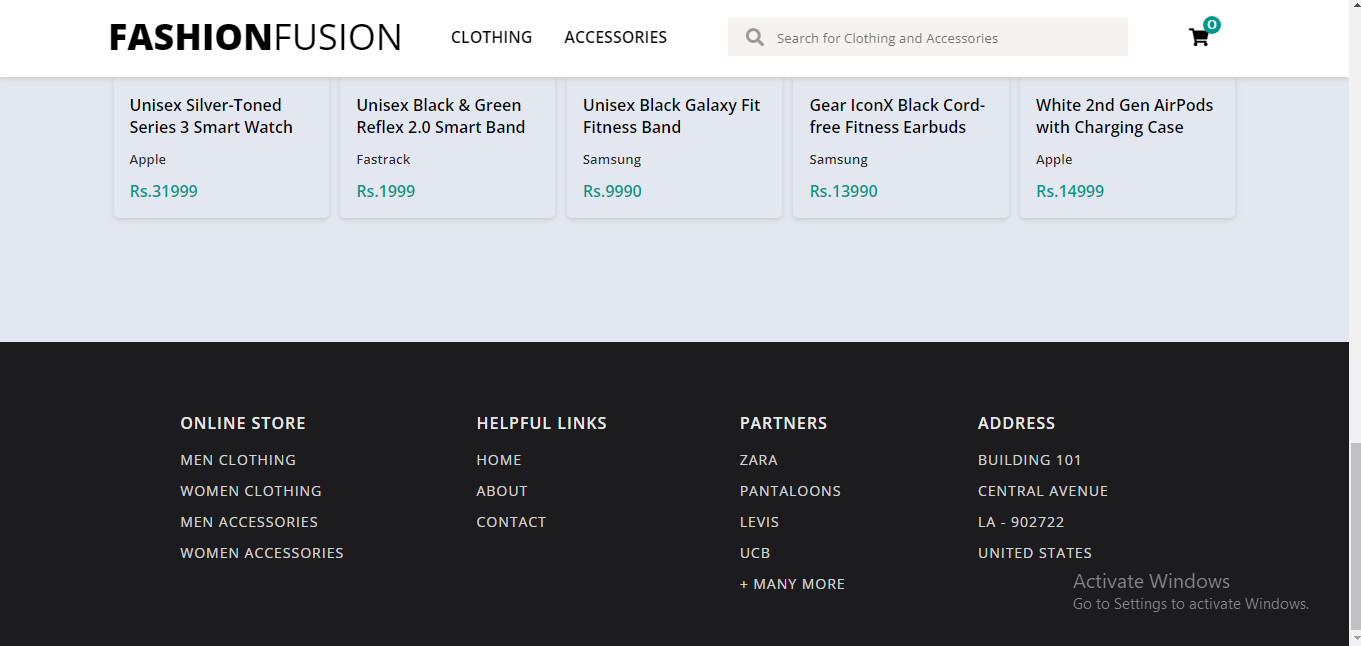 FASHIONFUSION
CLOTHING
ACCESSORIES
Search for Clothing and Accessories
0
Unisex Silver-Toned
Series 3 Smart Watch
Apple
Rs.31999
Unisex Black & Green
Reflex 2.0 Smart Band
Fastrack
Rs.1999
Unisex Black Galaxy Fit
Fitness Band
Samsung
Rs.9990
Gear IconX Black Cord-
free Fitness Earbuds
Samsung
Rs.13990
White 2nd Gen AirPods
with Charging Case
Apple
Rs.14999
ONLINE STORE
MEN CLOTHING
WOMEN CLOTHING
MEN ACCESSORIES
WOMEN ACCESSORIES
HELPFUL LINKS
HOME
ABOUT
CONTACT
PARTNERS
ZARA
PANTALOONS
LEVIS
UCB
+ MANY MORE
ADDRESS
BUILDING 101
CENTRAL AVENUE
LA - 902722
UNITED STATES
Activate Windows
Go to Settings to activate Windows.